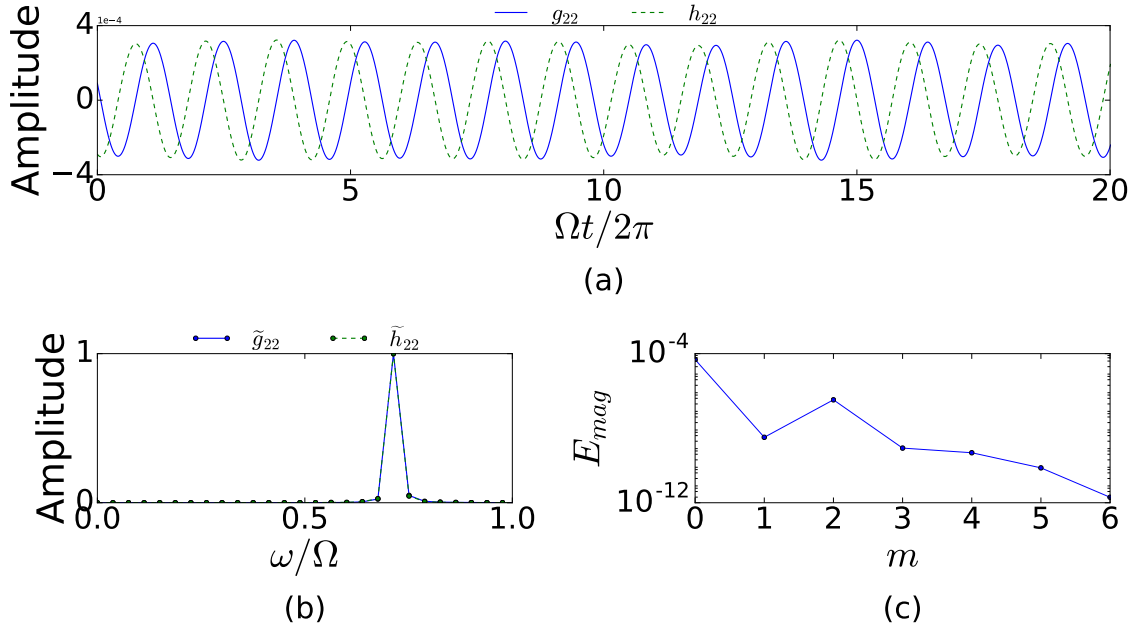 g₂₂ h₂₂
1e−4
Amplitude
4
0
−4
0 5 10 15 20
Ωt/2π
(a)
g̃₂₂ h̃₂₂
Amplitude
1
0
0.0 0.5 1.0
ω/Ω
(b)
E_mag
10⁻⁴
10⁻¹²
0 1 2 3 4 5 6
m
(c)